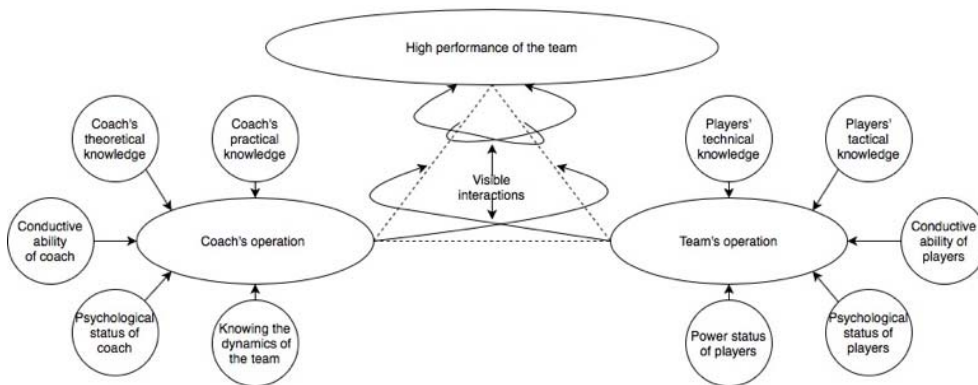 High performance of the team
Coach's
theoretical
knowledge
Coach's
practical
knowledge
Players'
technical
knowledge
Players'
tactical
knowledge
Visible
interactions
Conductive
ability
of coach
Coach's operation
Team's operation
Conductive
ability of
players
Psychological
status of
coach
Knowing the
dynamics of
the team
Power status
of players
Psychological
status of
players